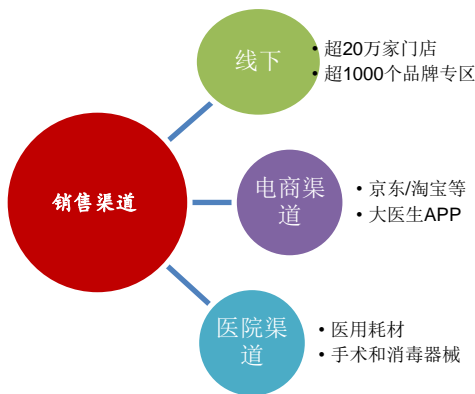 线下
• 超20万家门店
• 超1000个品牌专区
销售渠道
电商渠
道
• 京东/淘宝等
• 大医生APP
医院渠
道
• 医用耗材
• 手术和消毒器械